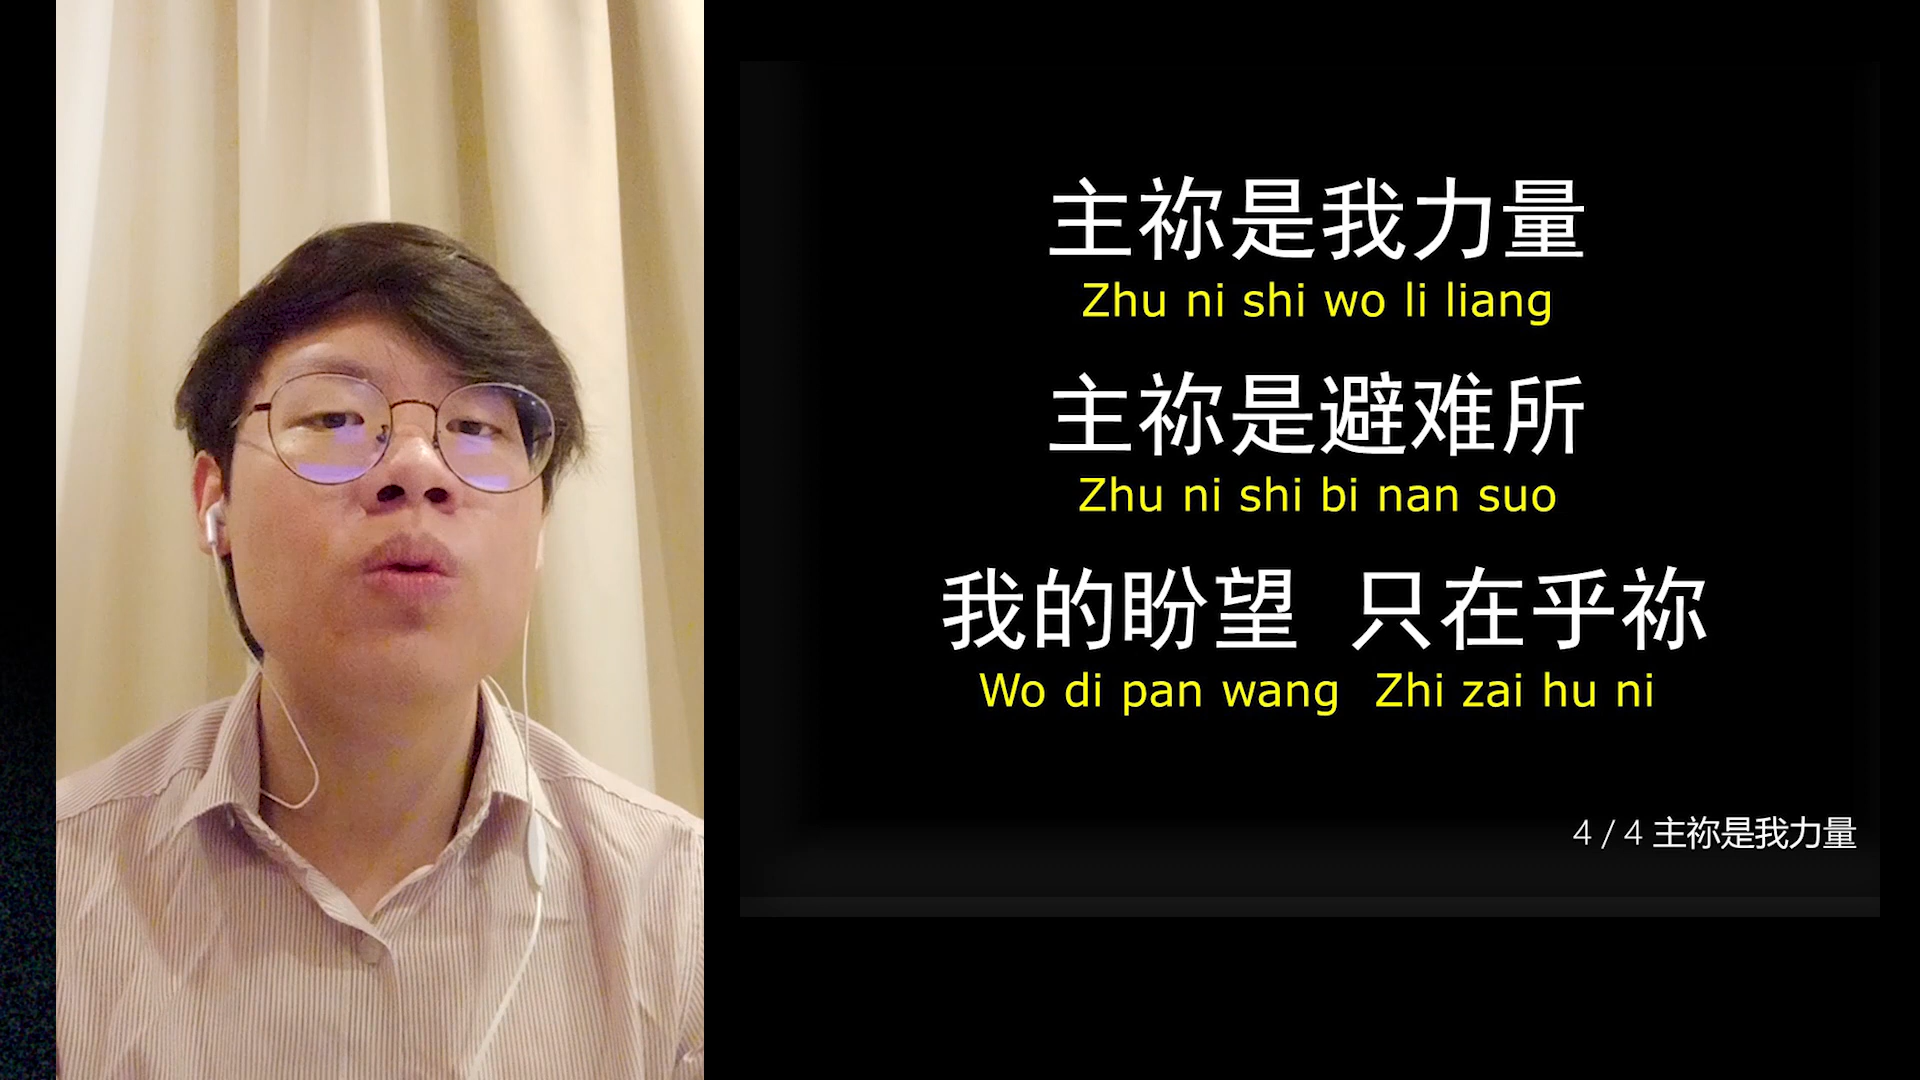 主祢是我力量
Zhu ni shi wo li liang
主祢是避难所
Zhu ni shi bi nan suo
我的盼望 只在乎祢
Wo di pan wang Zhi zai hu ni
4 / 4 主祢是我力量